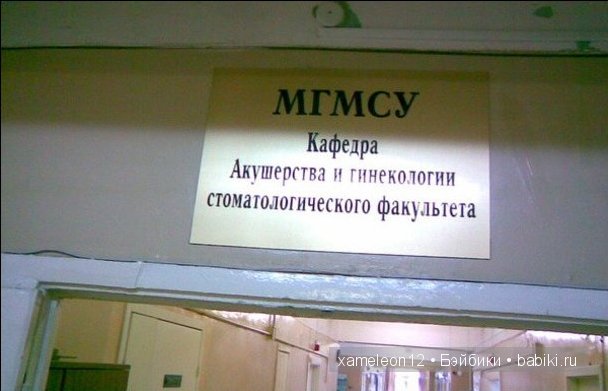 МГМСУ
Кафедра
Акушерства и гинекологии
стоматологического факультета
xameleon12 • Бэйбики • babiki.ru